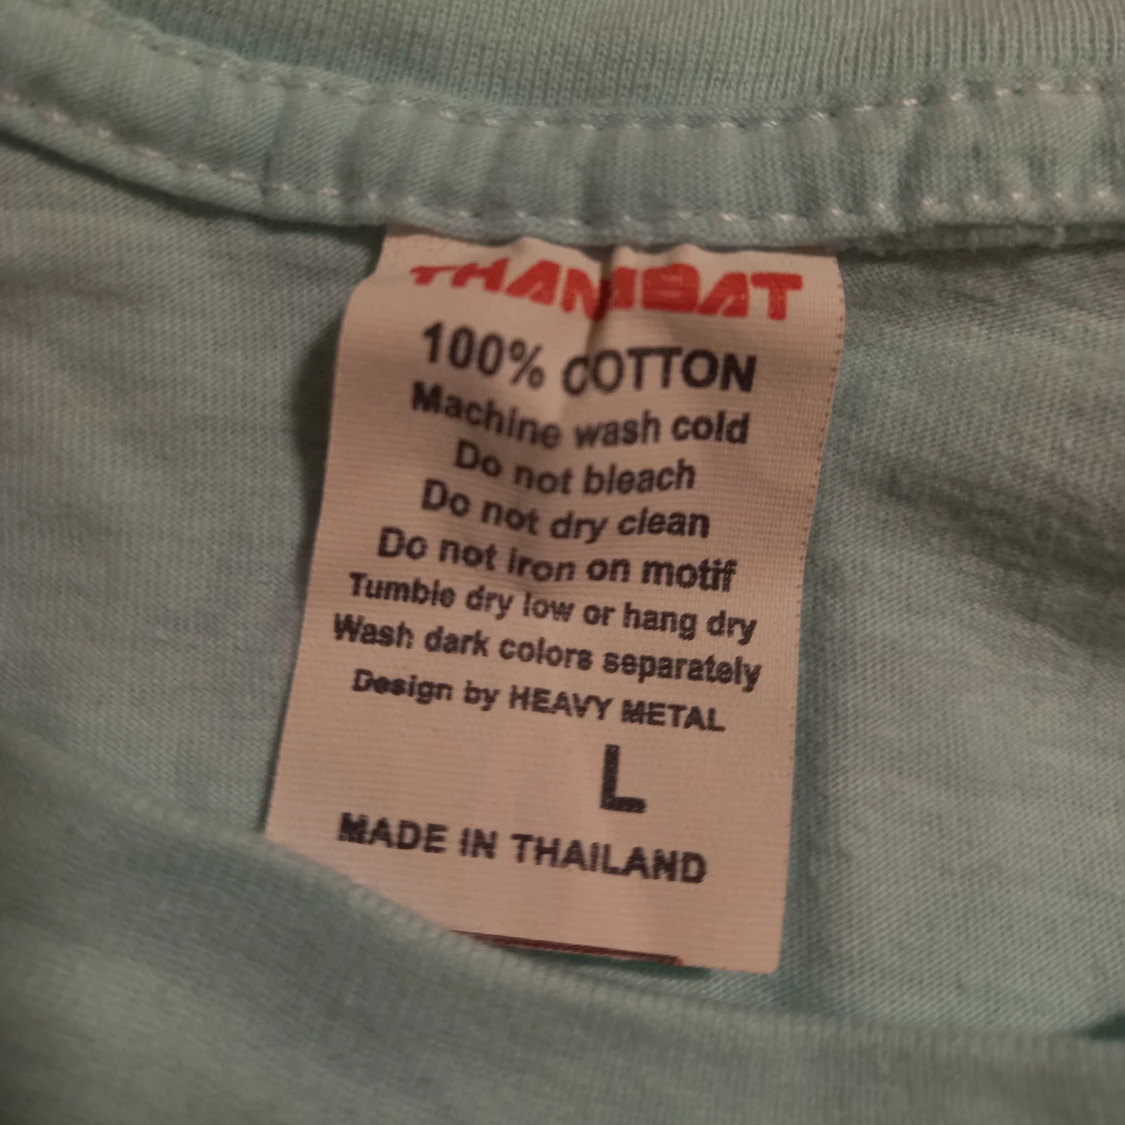 THANBAT
100% COTTON
Machine wash cold
Do not bleach
Do not dry clean
Do not iron on motif
Tumble dry low or hang dry
Wash dark colors separately
Design by HEAVY METAL
L
MADE IN THAILAND